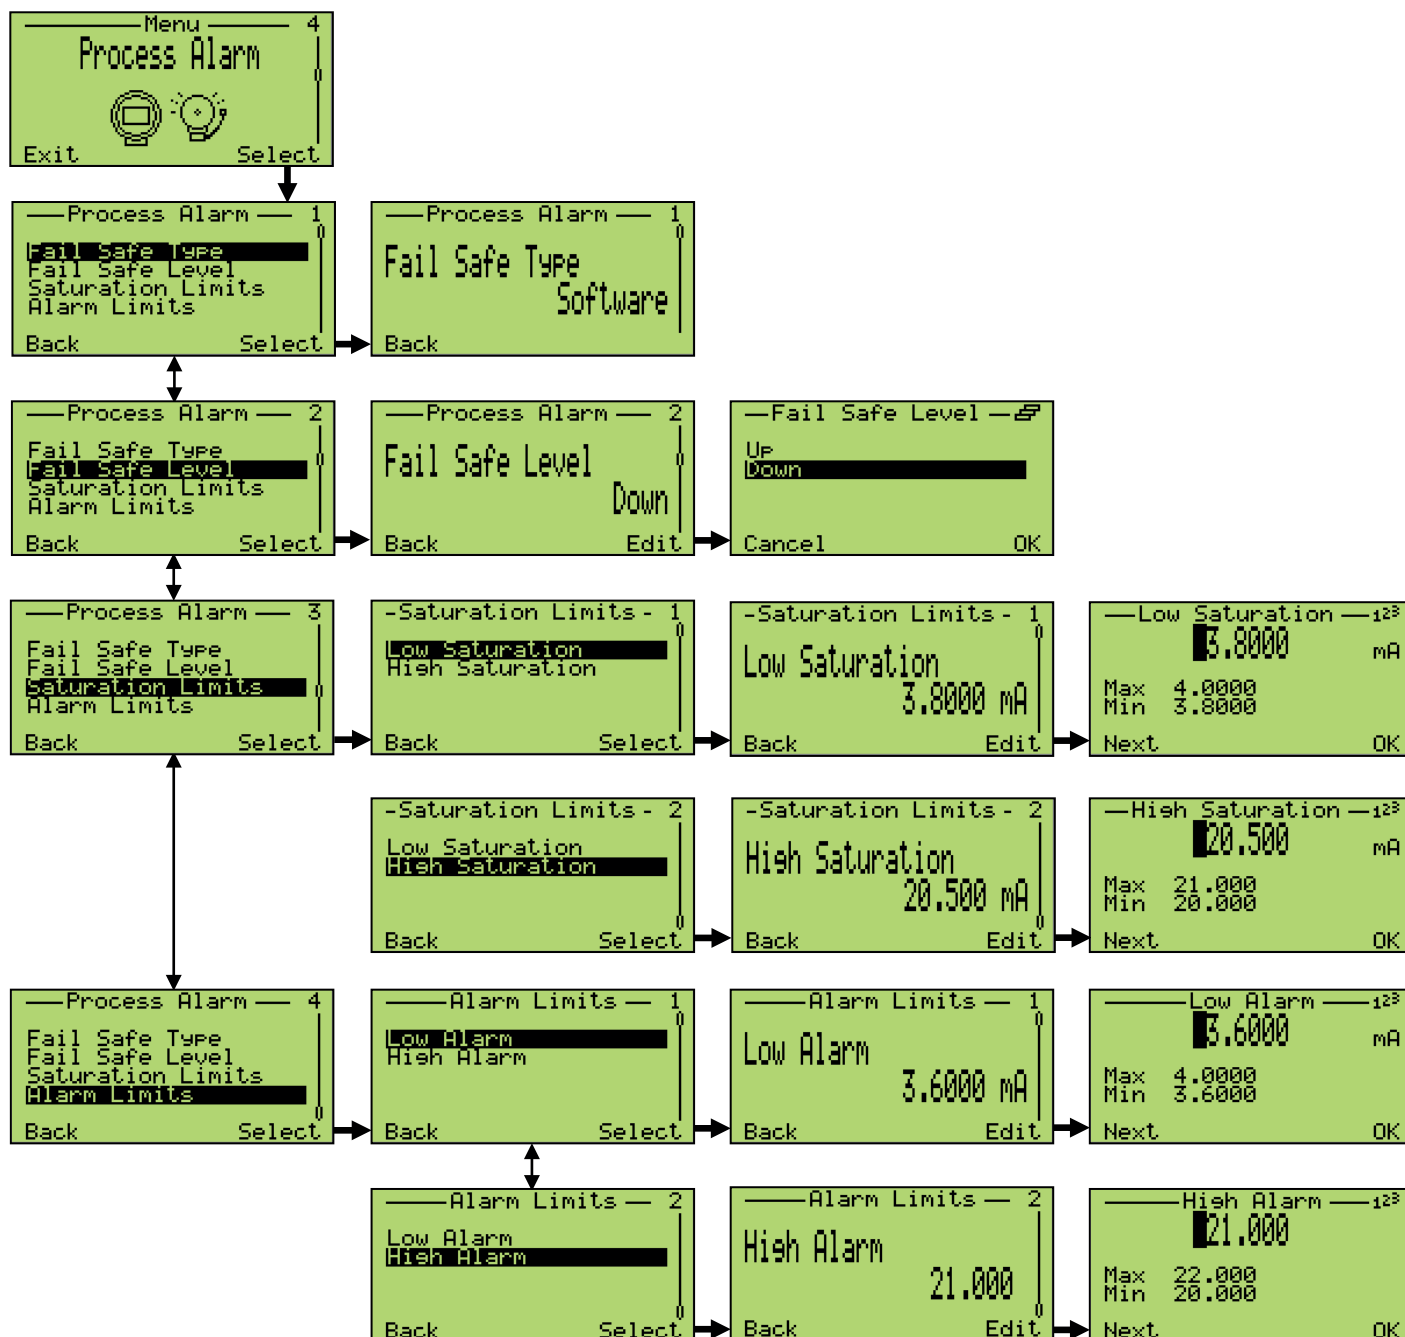 Menu 4
Process Alarm
Exit Select
Process Alarm 1
Fail Safe Type
Fail Safe Level
Saturation Limits
Alarm Limits
Back Select
Process Alarm 1
Fail Safe Type
Software
Back
Process Alarm 2
Fail Safe Type
Fail Safe Level
Saturation Limits
Alarm Limits
Back Select
Process Alarm 2
Fail Safe Level
Down
Back Edit
Fail Safe Level
Up
Down
Cancel OK
Process Alarm 3
Fail Safe Type
Fail Safe Level
Saturation Limits
Alarm Limits
Back Select
-Saturation Limits- 1
Low Saturation
High Saturation
Back Select
-Saturation Limits- 1
Low Saturation
3.8000 mA
Back Edit
Low Saturation 123
3.8000 mA
Max 4.0000
Min 3.8000
Next OK
-Saturation Limits- 2
Low Saturation
High Saturation
Back Select
-Saturation Limits- 2
High Saturation
20.500 mA
Back Edit
High Saturation 123
20.500 mA
Max 21.000
Min 20.000
Next OK
Process Alarm 4
Fail Safe Type
Fail Safe Level
Saturation Limits
Alarm Limits
Back Select
Alarm Limits 1
Low Alarm
High Alarm
Back Select
Alarm Limits 1
Low Alarm
3.6000 mA
Back Edit
Low Alarm 123
3.6000 mA
Max 4.0000
Min 3.6000
Next OK
Alarm Limits 2
Low Alarm
High Alarm
Back Select
Alarm Limits 2
High Alarm
21.000
Back Edit
High Alarm 123
21.000
Max 22.000
Min 20.000
Next OK